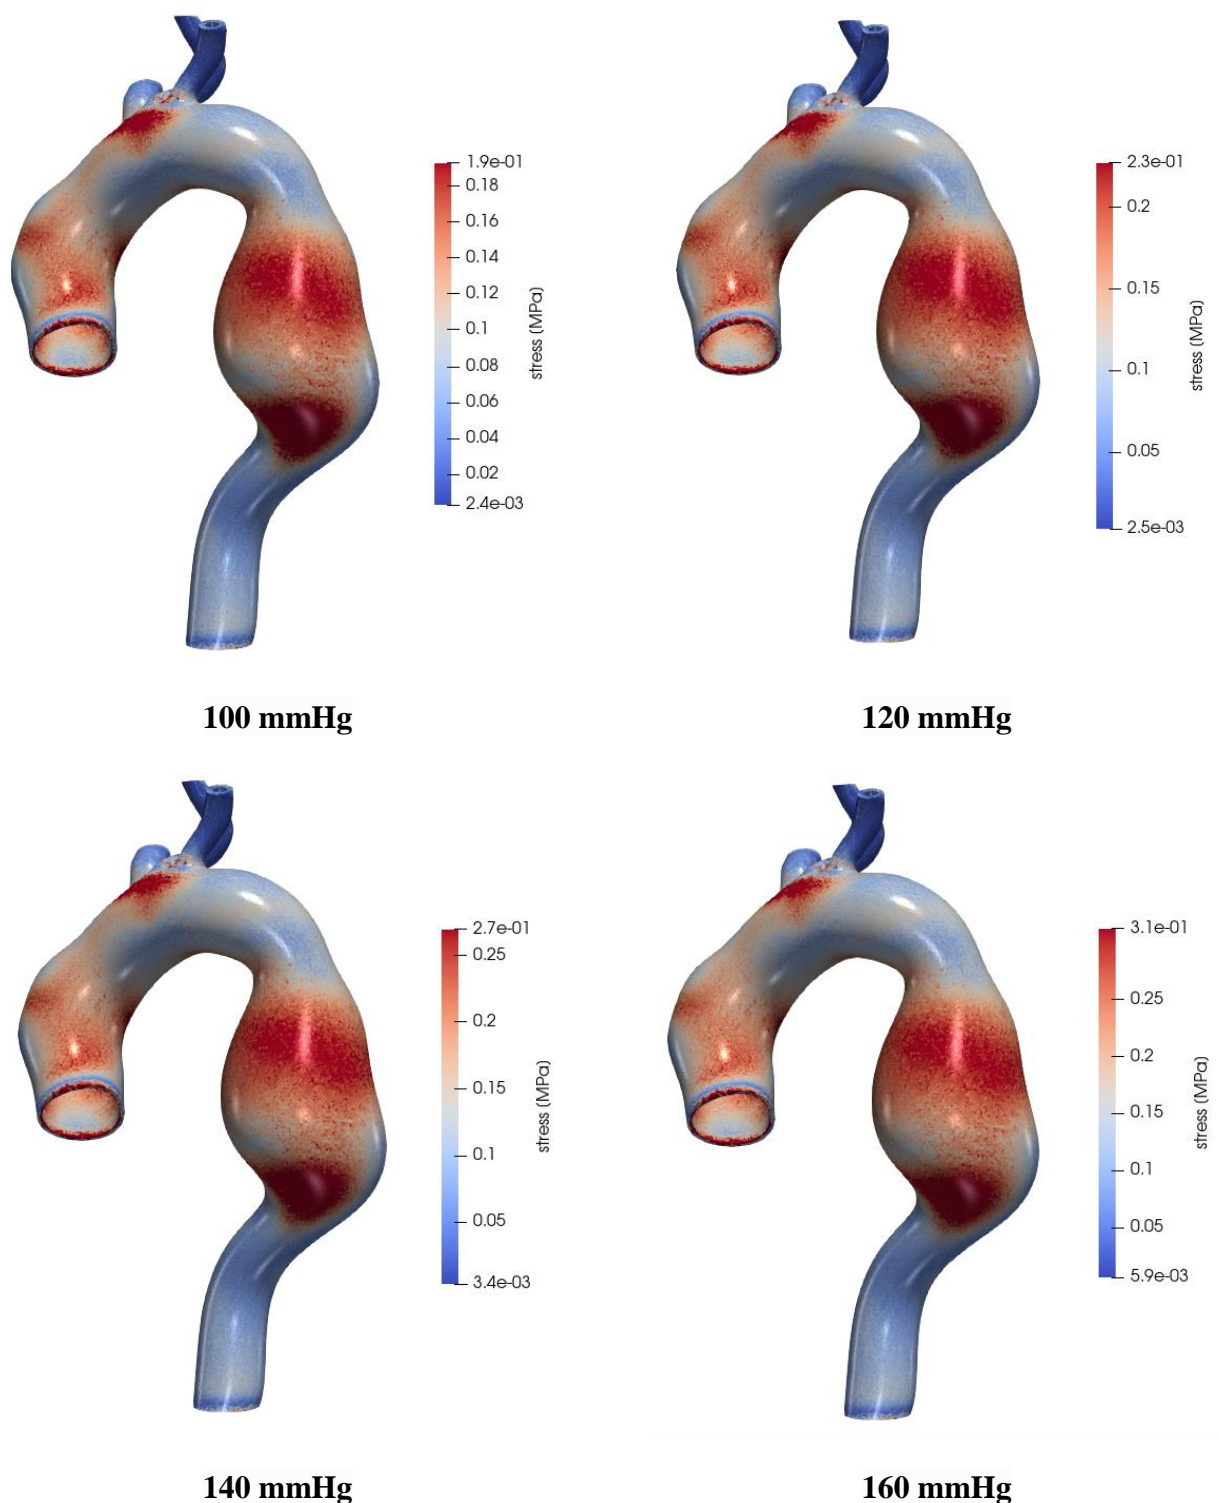 1.9e-01
0.18
0.16
0.14
0.12
0.1
0.08
0.06
0.04
0.02
2.4e-03
stress (MPa)
2.3e-01
0.2
0.15
0.1
0.05
2.5e-03
stress (MPa)
100 mmHg
120 mmHg
2.7e-01
0.25
0.2
0.15
0.1
0.05
3.4e-03
stress (MPa)
3.1e-01
0.25
0.2
0.15
0.1
0.05
5.9e-03
stress (MPa)
140 mmHg
160 mmHg